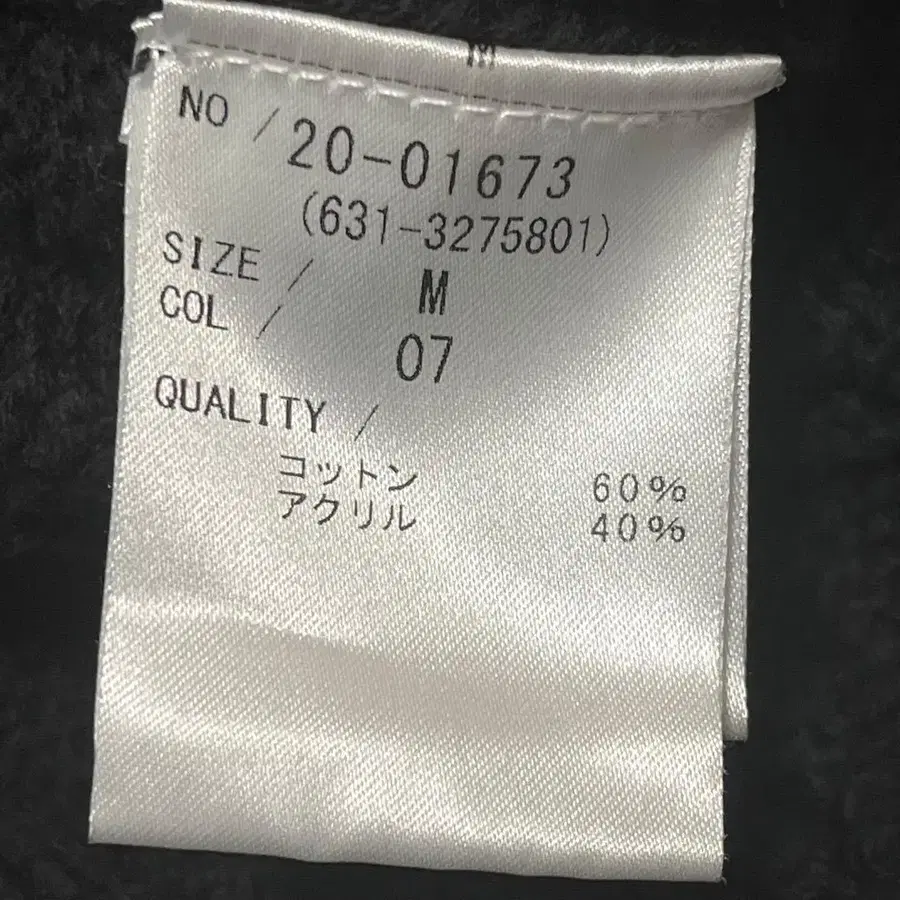 M
NO / 20-01673
(631-3275801)
SIZE / M
COL / 07
QUALITY /
コットン 60%
アクリル 40%